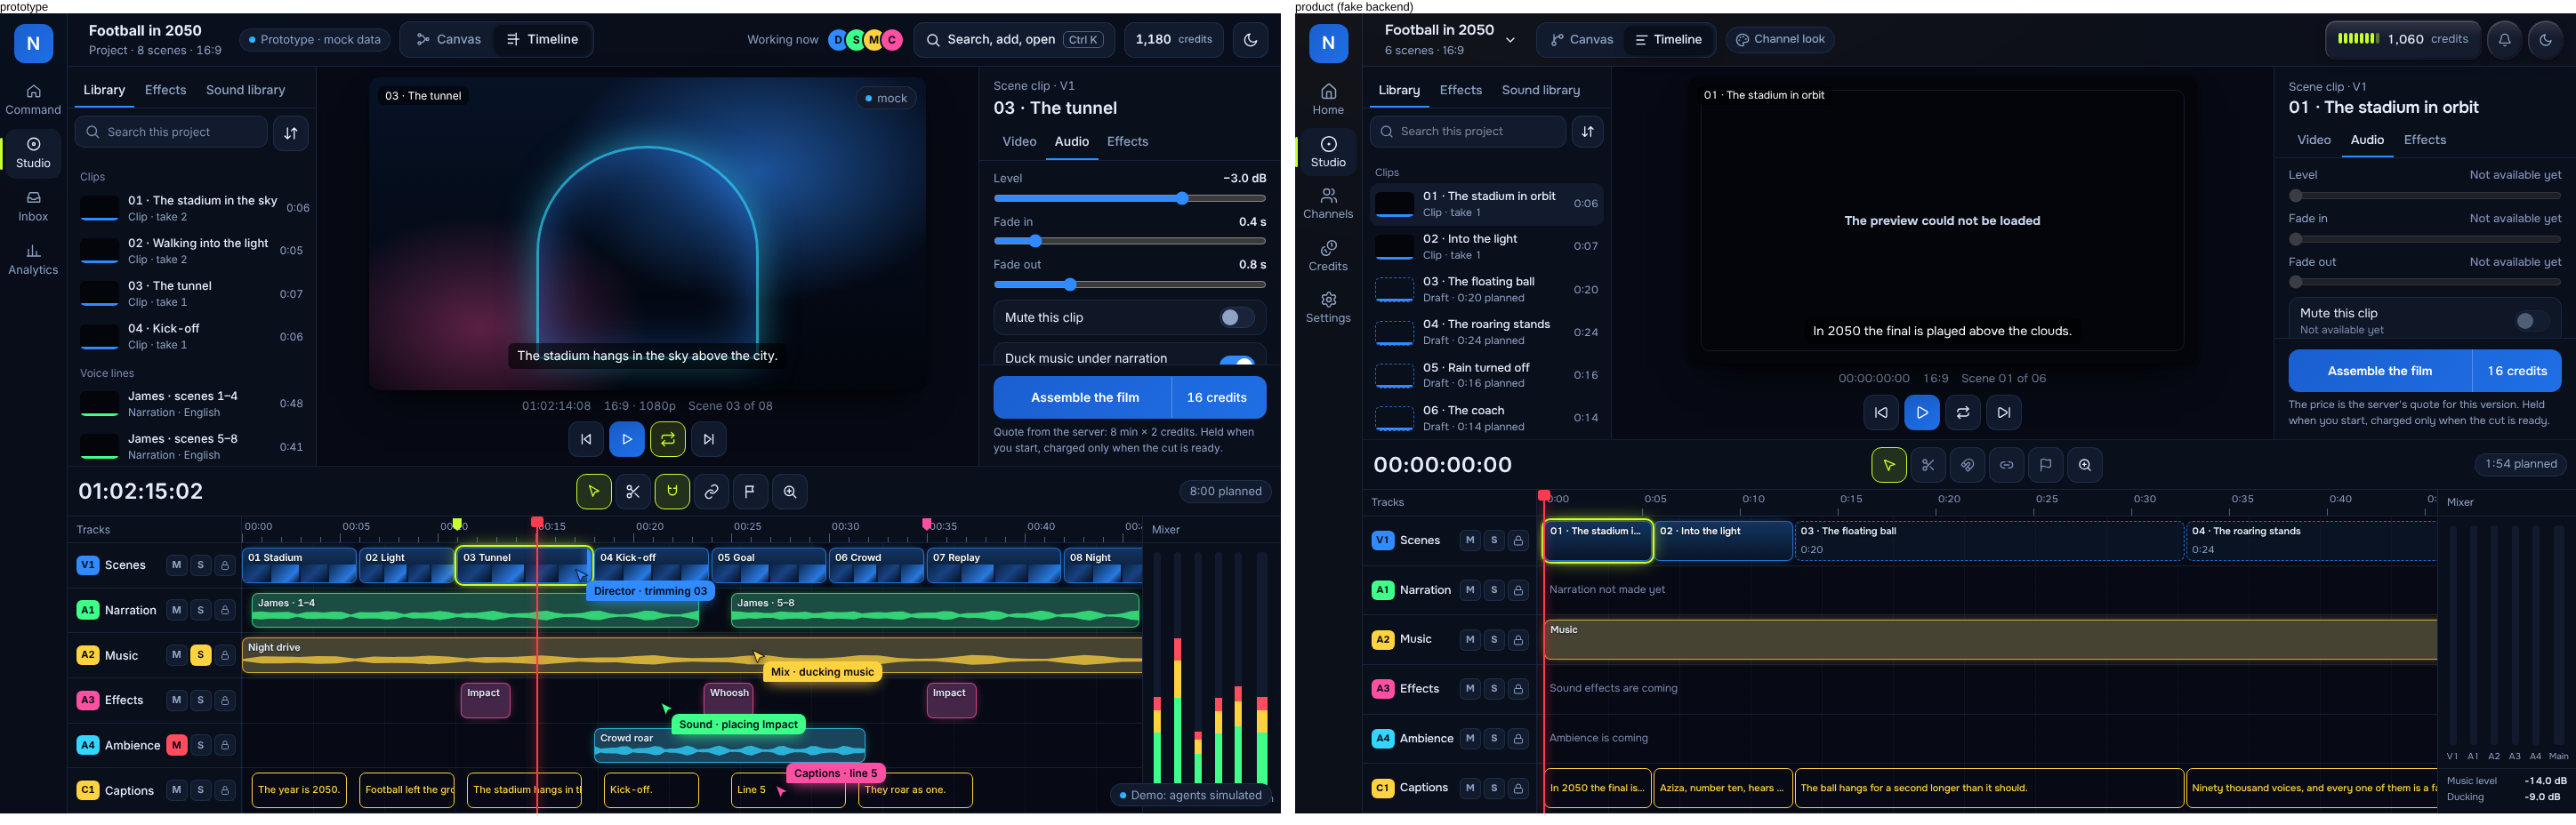 prototype
N
Football in 2050
Project · 8 scenes · 16:9
Prototype · mock data
Canvas
Timeline
Working now
D
S
M
C
Search, add, open
Ctrl K
1,180 credits
Command
Studio
Inbox
Analytics
Library
Effects
Sound library
Search this project
Clips
01 · The stadium in the sky
Clip · take 2
0:06
02 · Walking into the light
Clip · take 2
0:05
03 · The tunnel
Clip · take 1
0:07
04 · Kick-off
Clip · take 1
0:06
Voice lines
James · scenes 1–4
Narration · English
0:48
James · scenes 5–8
Narration · English
0:41
03 · The tunnel
mock
The stadium hangs in the sky above the city.
01:02:14:08
16:9 · 1080p
Scene 03 of 08
Scene clip · V1
03 · The tunnel
Video
Audio
Effects
Level
−3.0 dB
Fade in
0.4 s
Fade out
0.8 s
Mute this clip
Duck music under narration
Assemble the film
16 credits
Quote from the server: 8 min × 2 credits. Held when
you start, charged only when the cut is ready.
01:02:15:02
8:00 planned
Tracks
00:00
00:05
00:15
00:20
00:25
00:35
00:40
Mixer
V1 Scenes M S
01 Stadium
02 Light
03 Tunnel
04 Kick-off
05 Goal
06 Crowd
07 Replay
08 Night
Director · trimming 03
A1 Narration M S
James · 1–4
James · 5–8
A2 Music M S
Night drive
Mix · ducking music
A3 Effects M S
Impact
Whoosh
Impact
Sound · placing Impact
A4 Ambience M S
Crowd roar
Captions · line 5
C1 Captions M S
The year is 2050.
Football left the gro
The stadium hangs in t
Kick-off.
Line 5
They roar as one.
Demo: agents simulated
product (fake backend)
N
Football in 2050
6 scenes · 16:9
Canvas
Timeline
Channel look
1,060 credits
Home
Studio
Channels
Credits
Settings
Library
Effects
Sound library
Search this project
Clips
01 · The stadium in orbit
Clip · take 1
0:06
02 · Into the light
Clip · take 1
0:07
03 · The floating ball
Draft · 0:20 planned
0:20
04 · The roaring stands
Draft · 0:24 planned
0:24
05 · Rain turned off
Draft · 0:16 planned
0:16
06 · The coach
Draft · 0:14 planned
0:14
01 · The stadium in orbit
The preview could not be loaded
In 2050 the final is played above the clouds.
00:00:00:00
16:9
Scene 01 of 06
Scene clip · V1
01 · The stadium in orbit
Video
Audio
Effects
Level
Not available yet
Fade in
Not available yet
Fade out
Not available yet
Mute this clip
Not available yet
Assemble the film
16 credits
The price is the server's quote for this version. Held
when you start, charged only when the cut is ready.
00:00:00:00
1:54 planned
Tracks
0:00
0:05
0:10
0:15
0:20
0:25
0:30
0:35
0:40
Mixer
V1 Scenes M S
01 · The stadium i...
02 · Into the light
03 · The floating ball
0:20
04 · The roaring stands
0:24
A1 Narration M S
Narration not made yet
A2 Music M S
Music
A3 Effects M S
Sound effects are coming
A4 Ambience M S
Ambience is coming
C1 Captions M S
In 2050 the final is...
Aziza, number ten, hears ...
The ball hangs for a second longer than it should.
Ninety thousand voices, and every one of them is a fa
V1 A1 A2 A3 A4 Main
Music level
-14.0 dB
Ducking
-9.0 dB